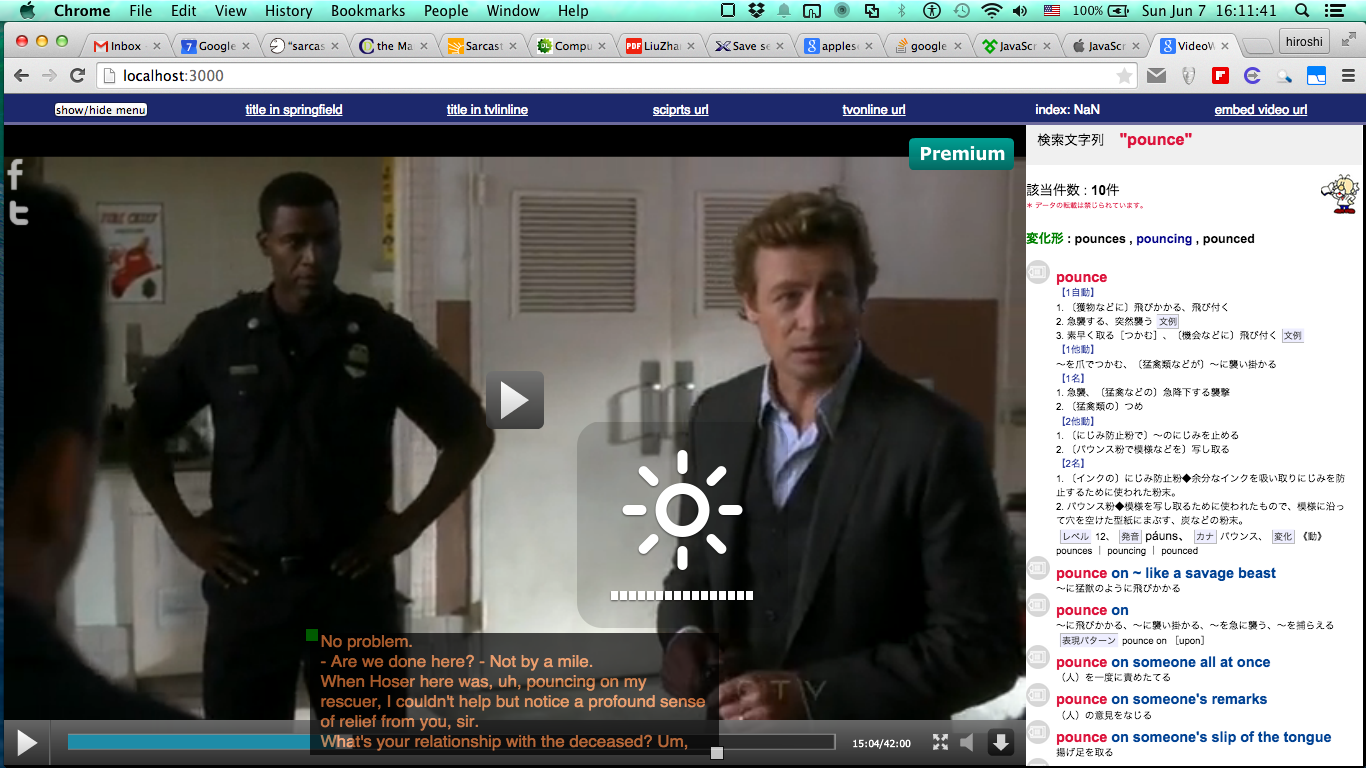 Chrome File Edit View History Bookmarks People Window Help 100% Sun Jun 7 16:11:41
Inbox Google "sarcas the Ma Sarcast Compu LiuZhan Save se applesc google JavaScr JavaScr VideoW hiroshi
localhost:3000
show/hide menu title in springfield title in tvlinline sciprts url tvonline url index: NaN embed video url
Premium
FIRE CHIEF
No problem.
- Are we done here? - Not by a mile.
When Hoser here was, uh, pouncing on my
rescuer, I couldn't help but notice a profound sense
of relief from you, sir.
What's your relationship with the deceased? Um,
15:04/42:00
検索文字列 "pounce"
該当件数 : 10件
＊ データの転載は禁じられています。
変化形 : pounces , pouncing , pounced
pounce
【1自動】
1. 〔獲物などに〕飛びかかる、飛び付く
2. 急襲する、突然襲う 文例
3. 素早く取る［つかむ］、〔機会などに〕飛び付く 文例
【1他動】
～を爪でつかむ、〔猛禽類などが〕～に襲い掛かる
【1名】
1. 急襲、〔猛禽などの〕急降下する襲撃
2. 〔猛禽類の〕つめ
【2他動】
1. 〔にじみ防止粉で〕～のにじみを止める
2. 〔パウンス粉で模様などを〕写し取る
【2名】
1. 〔インクの〕にじみ防止粉◆余分なインクを吸い取りにじみを防
止するために使われた粉末。
2. パウンス粉◆模様を写し取るために使われたもので、模様に沿っ
て穴を空けた型紙にまぶす、炭などの粉末。
レベル 12、 発音 páuns、 カナ パウンス、 変化 《動》
pounces｜pouncing｜pounced
pounce on ~ like a savage beast
～に猛獣のように飛びかかる
pounce on
～に飛びかかる、～に襲い掛かる、～を急に襲う、～を捕らえる
表現パターン pounce on ［upon］
pounce on someone all at once
（人）を一度に責めたてる
pounce on someone's remarks
（人）の意見をなじる
pounce on someone's slip of the tongue
揚げ足を取る